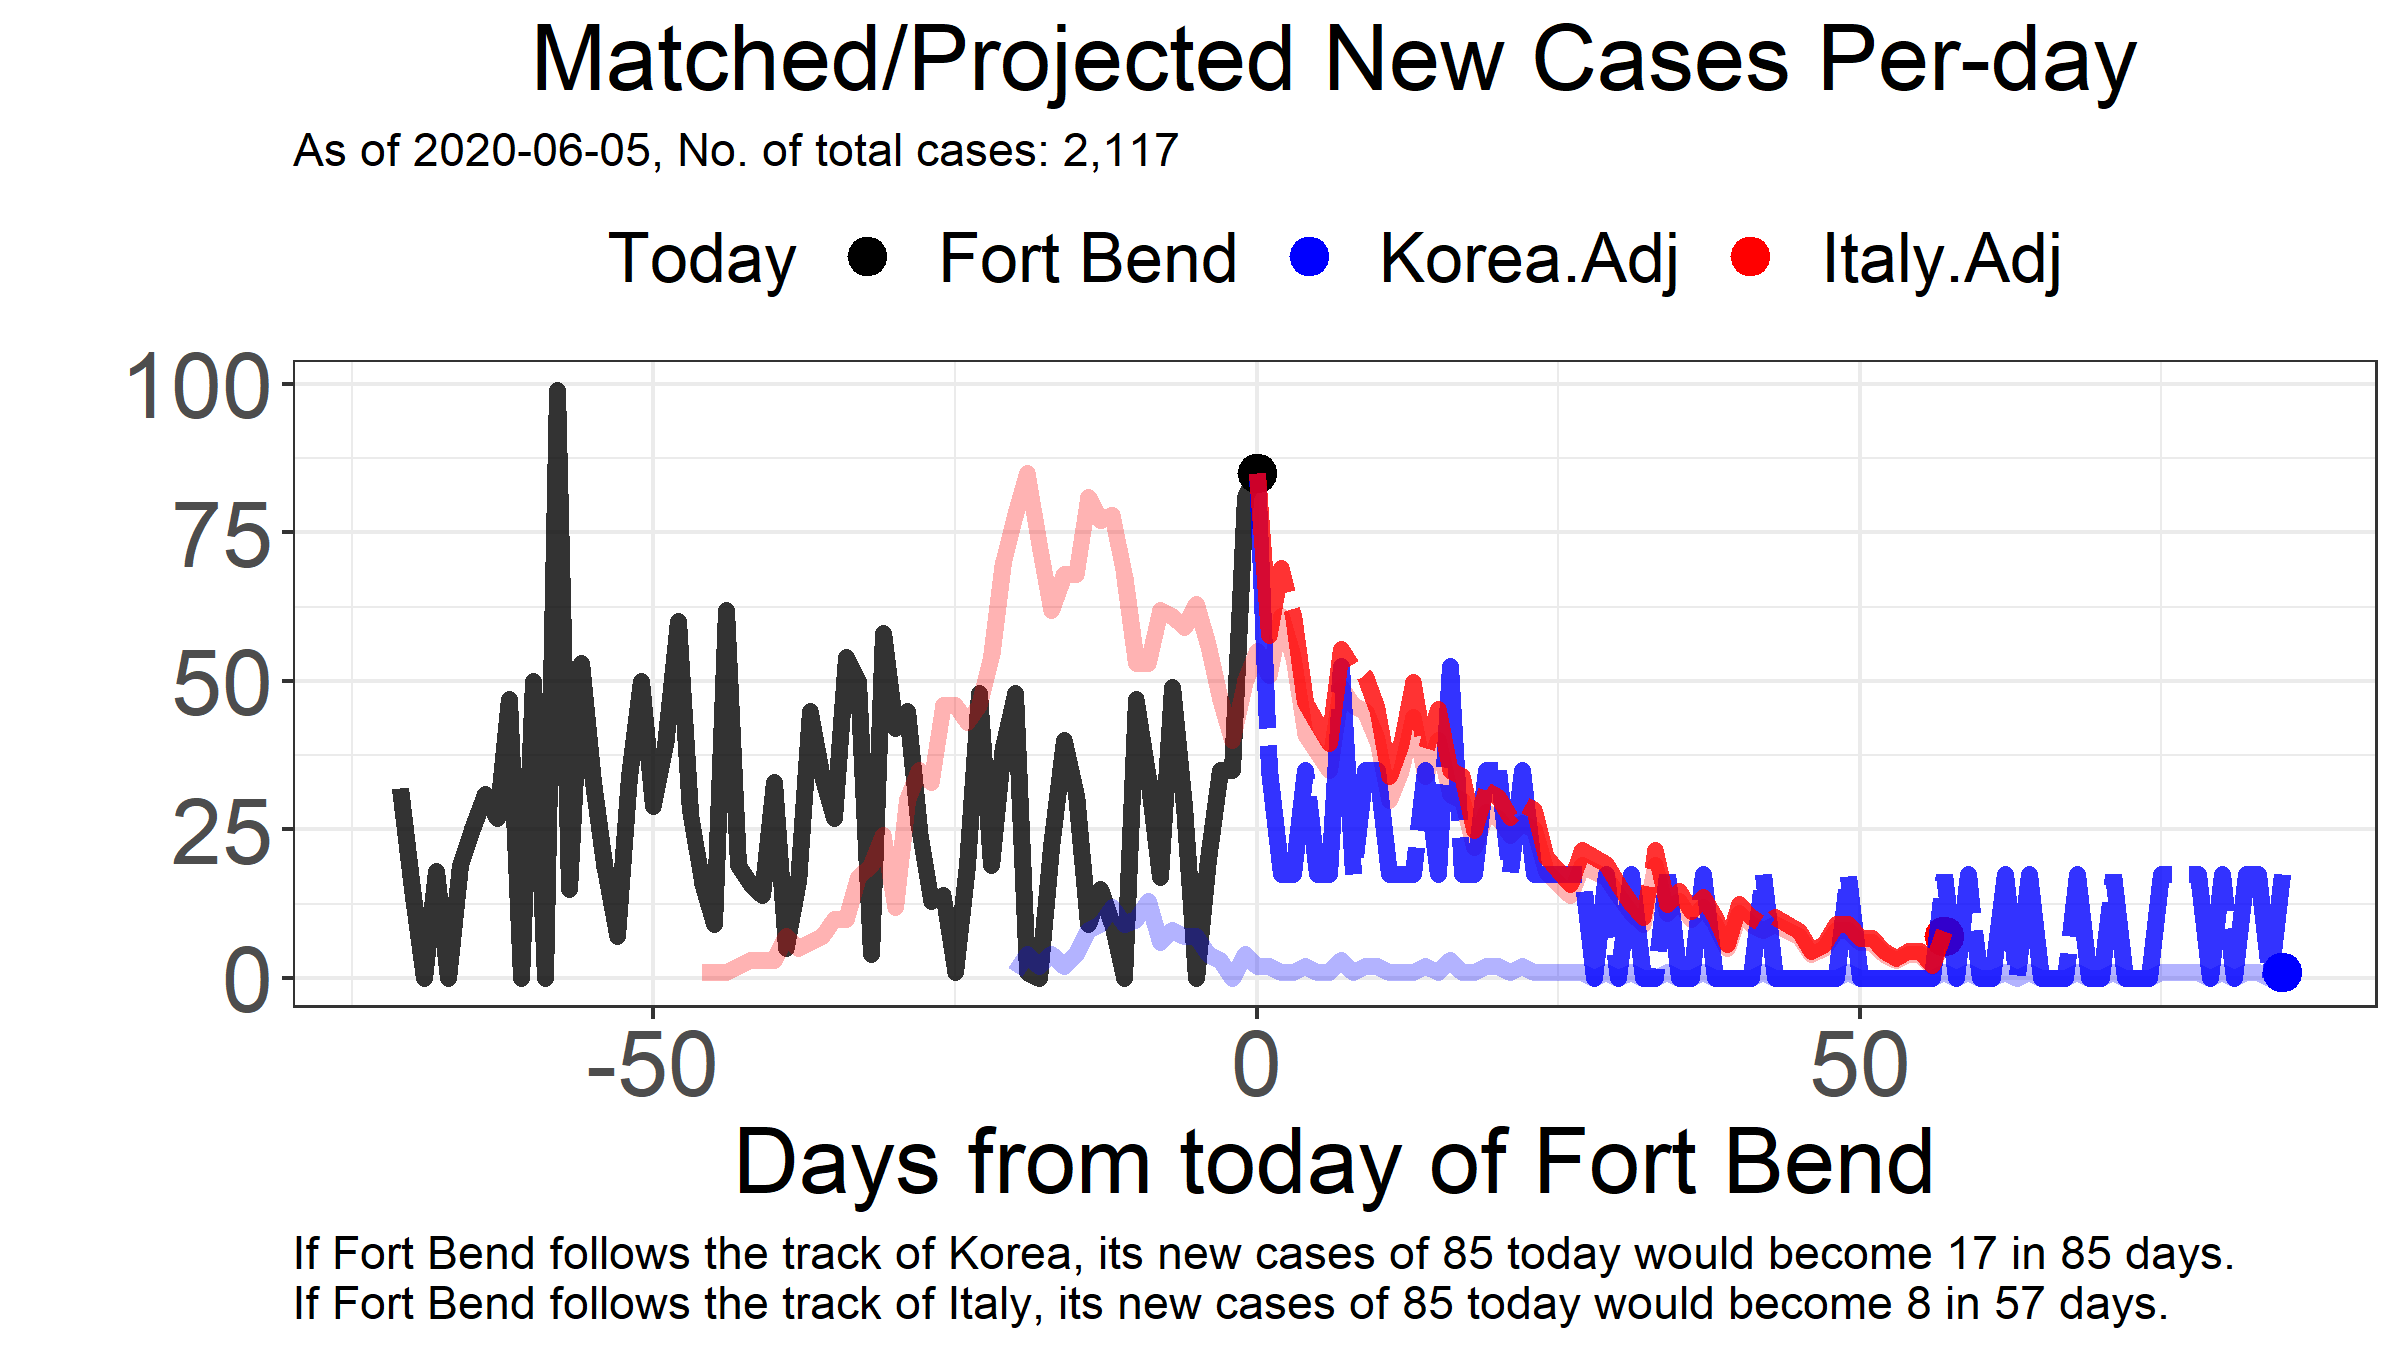 Matched/Projected New Cases Per-day
As of 2020-06-05, No. of total cases: 2,117
Today Fort Bend Korea.Adj Italy.Adj
100
75
50
25
0
-50 0 50
Days from today of Fort Bend
If Fort Bend follows the track of Korea, its new cases of 85 today would become 17 in 85 days.
If Fort Bend follows the track of Italy, its new cases of 85 today would become 8 in 57 days.